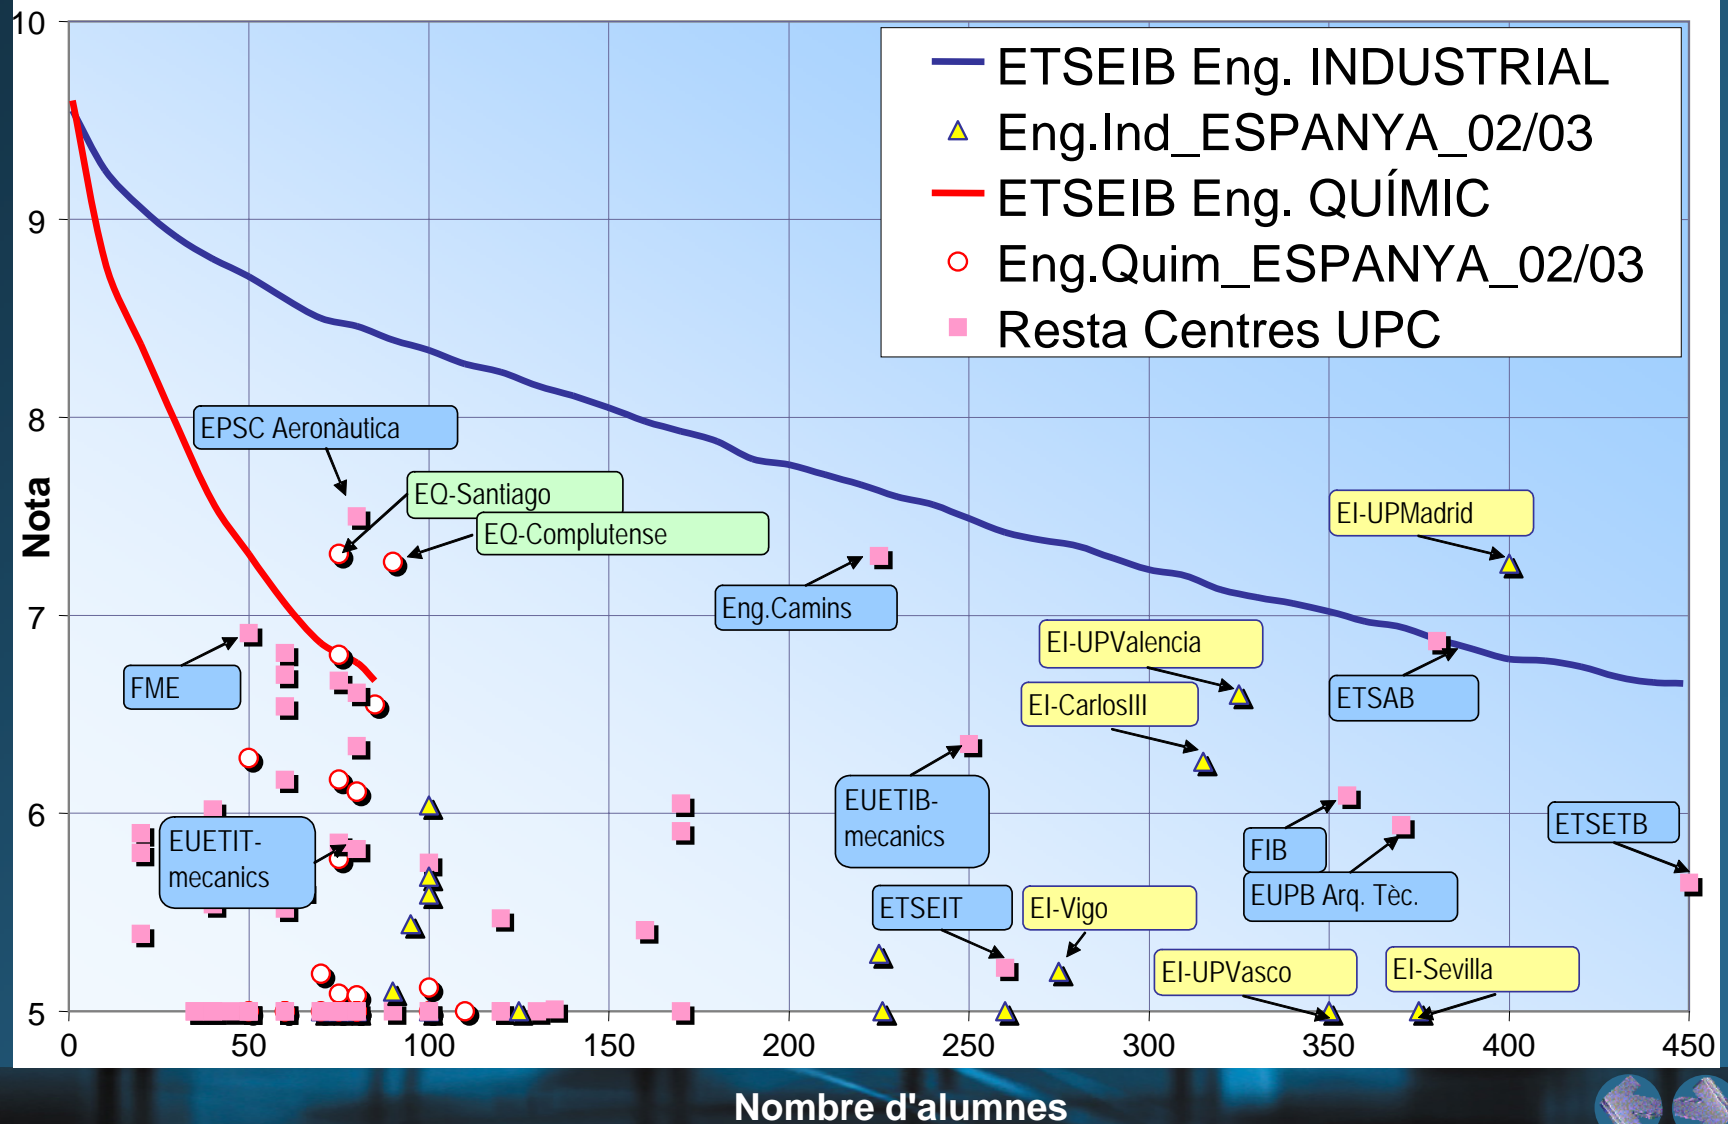 10
9
8
7
6
5
Nota
ETSEIB Eng. INDUSTRIAL
Eng.Ind_ESPANYA_02/03
ETSEIB Eng. QUÍMIC
Eng.Quim_ESPANYA_02/03
Resta Centres UPC
EPSC Aeronàutica
EQ-Santiago
EQ-Complutense
EI-UPMadrid
Eng.Camins
EI-UPValencia
FME
EI-CarlosIII
ETSAB
EUETIB-
mecanics
EUETIT-
mecanics
FIB
ETSETB
EUPB Arq. Tèc.
ETSEIT
EI-Vigo
EI-UPVasco
EI-Sevilla
0 50 100 150 200 250 300 350 400 450
Nombre d'alumnes